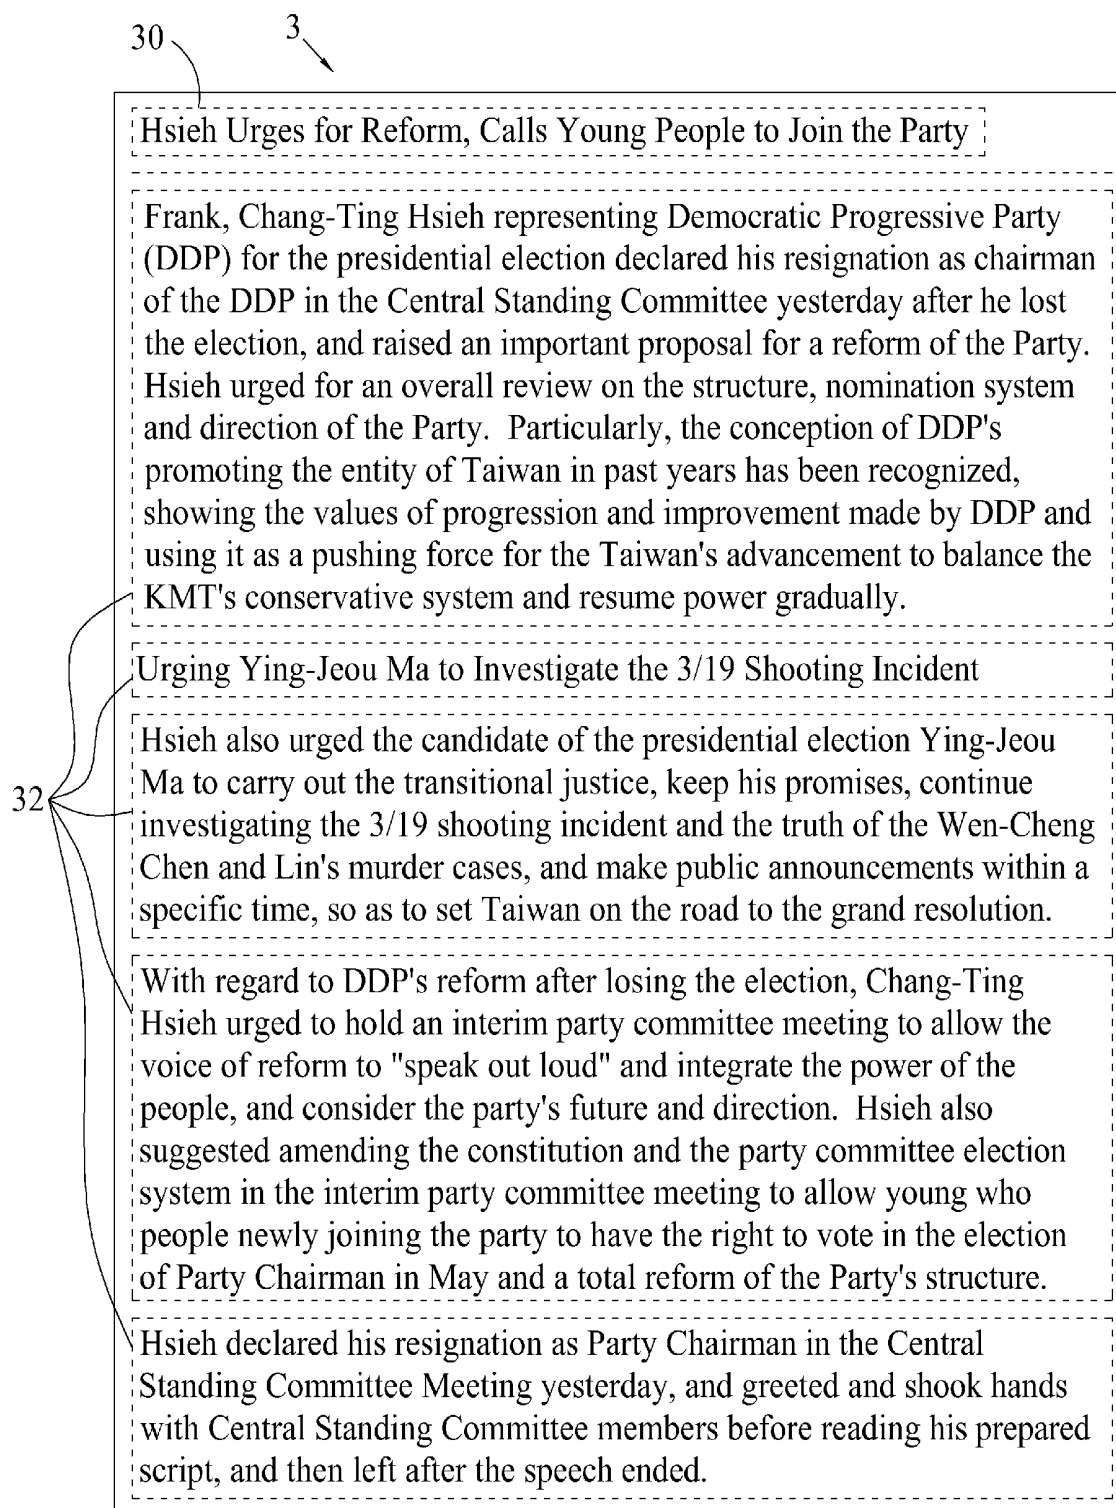 30
3
Hsieh Urges for Reform, Calls Young People to Join the Party
Frank, Chang-Ting Hsieh representing Democratic Progressive Party
(DDP) for the presidential election declared his resignation as chairman
of the DDP in the Central Standing Committee yesterday after he lost
the election, and raised an important proposal for a reform of the Party.
Hsieh urged for an overall review on the structure, nomination system
and direction of the Party.  Particularly, the conception of DDP's
promoting the entity of Taiwan in past years has been recognized,
showing the values of progression and improvement made by DDP and
using it as a pushing force for the Taiwan's advancement to balance the
KMT's conservative system and resume power gradually.
Urging Ying-Jeou Ma to Investigate the 3/19 Shooting Incident
Hsieh also urged the candidate of the presidential election Ying-Jeou
Ma to carry out the transitional justice, keep his promises, continue
32
investigating the 3/19 shooting incident and the truth of the Wen-Cheng
Chen and Lin's murder cases, and make public announcements within a
specific time, so as to set Taiwan on the road to the grand resolution.
With regard to DDP's reform after losing the election, Chang-Ting
Hsieh urged to hold an interim party committee meeting to allow the
voice of reform to "speak out loud" and integrate the power of the
people, and consider the party's future and direction.  Hsieh also
suggested amending the constitution and the party committee election
system in the interim party committee meeting to allow young who
people newly joining the party to have the right to vote in the election
of Party Chairman in May and a total reform of the Party's structure.
Hsieh declared his resignation as Party Chairman in the Central
Standing Committee Meeting yesterday, and greeted and shook hands
with Central Standing Committee members before reading his prepared
script, and then left after the speech ended.